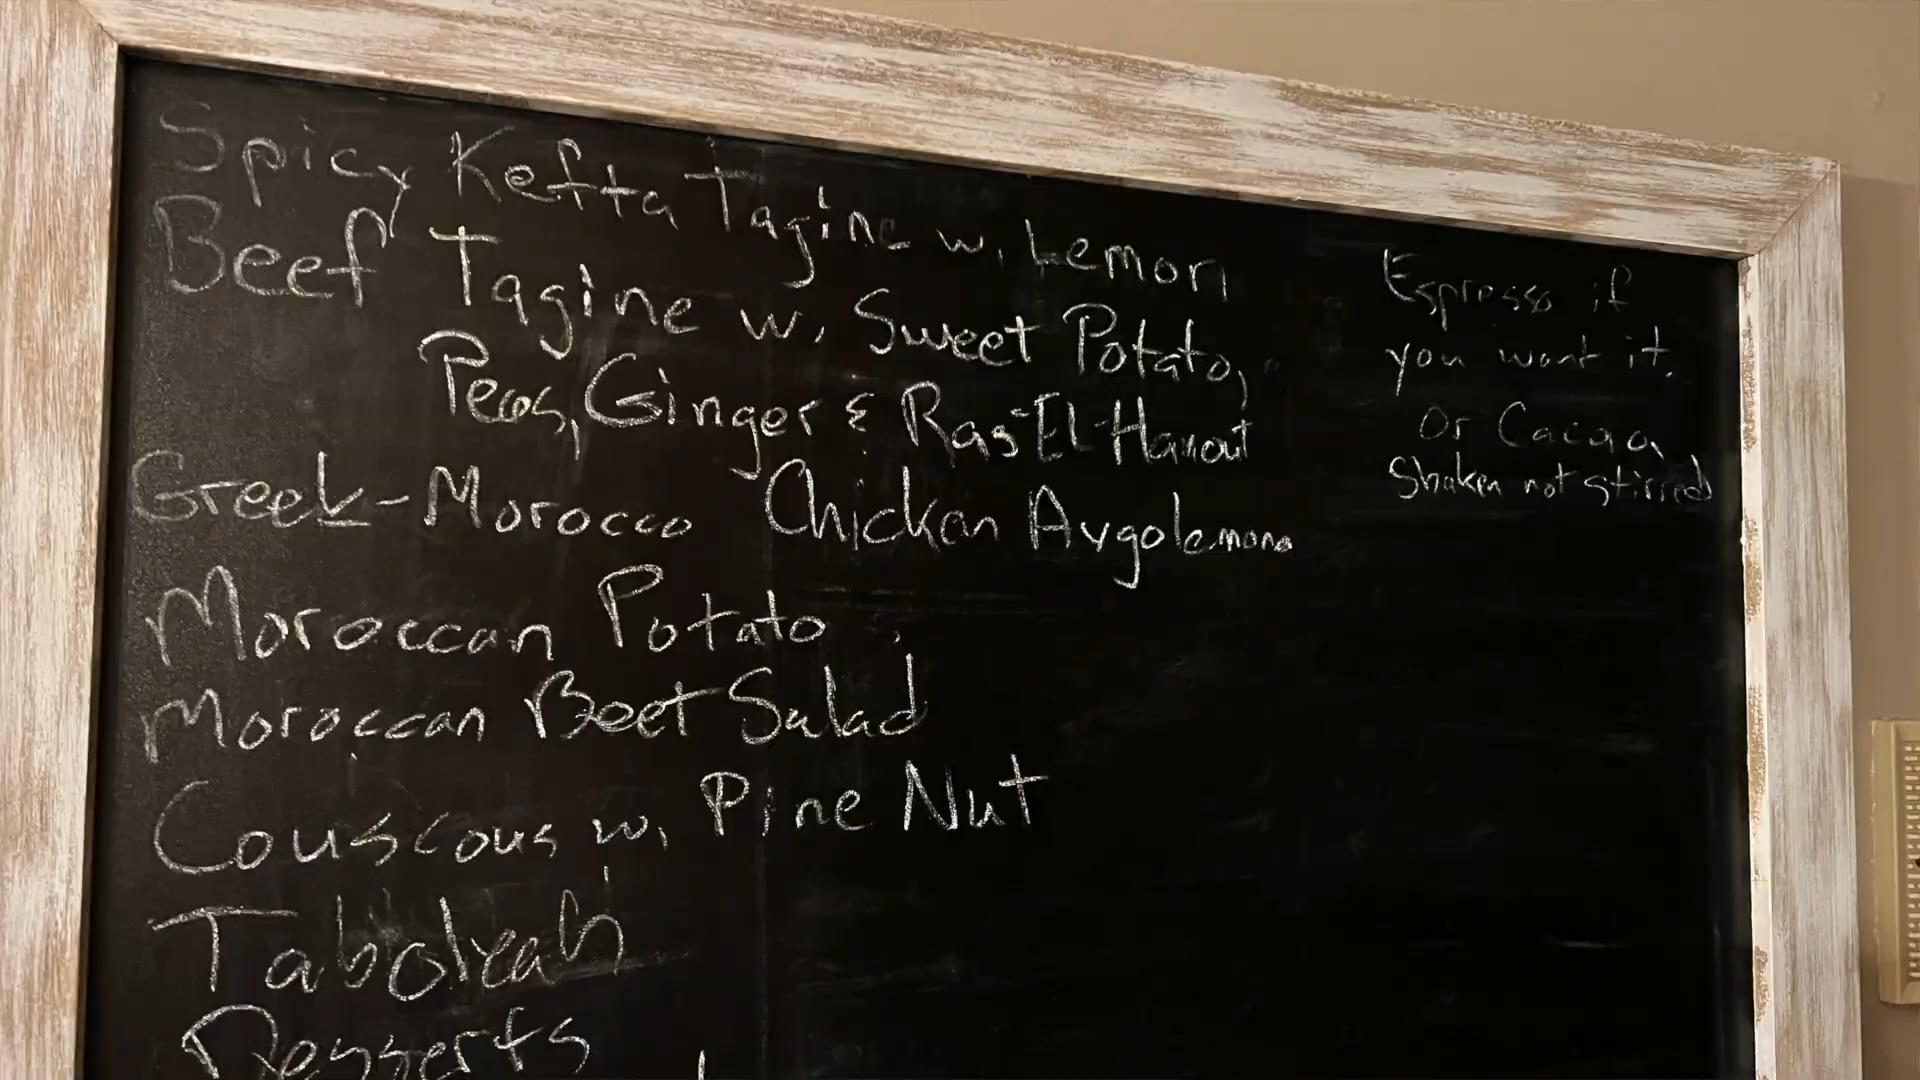 Spicy Kefta Tagine w, Lemon
Beef Tagine w, Sweet Potato,
Peas, Ginger & Ras-El-Hanout
Greek-Morocco Chicken Avgolemono
Moroccan Potato
Moroccan Beet Salad
Couscous w, Pine Nut
Taboleah
Desserts
Espresso if
you want it.
or Cacao
Shaken not stirred